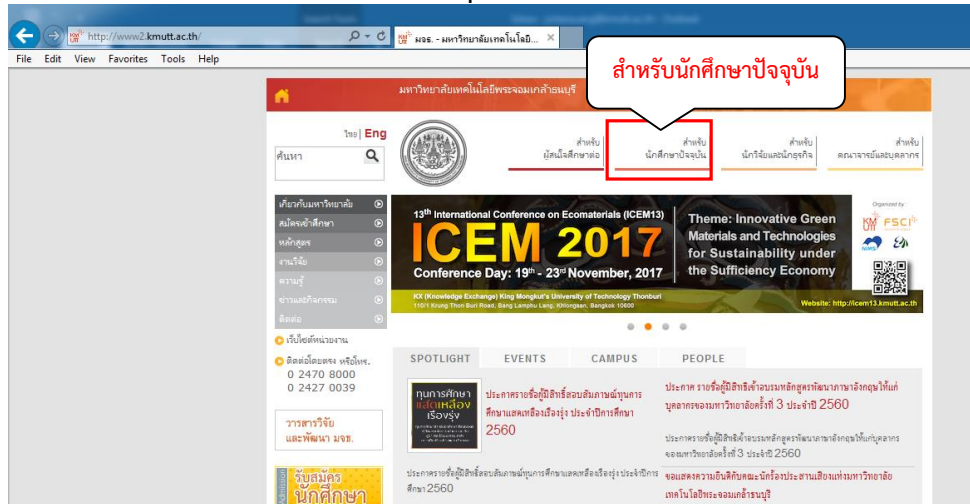 http://www2.kmutt.ac.th/
มจธ. - มหาวิทยาลัยเทคโนโลยี...
File Edit View Favorites Tools Help
สำหรับนักศึกษาปัจจุบัน
มหาวิทยาลัยเทคโนโลยีพระจอมเกล้าธนบุรี
ไทย| Eng
ค้นหา
สำหรับ
ผู้สนใจศึกษาต่อ
สำหรับ
นักศึกษาปัจจุบัน
สำหรับ
นักวิจัยและนักธุรกิจ
สำหรับ
คณาจารย์และบุคลากร
เกี่ยวกับมหาวิทยาลัย
สมัครเข้าศึกษา
หลักสูตร
งานวิจัย
ความรู้
ข่าวและกิจกรรม
ติดต่อ
เว็บไซต์หน่วยงาน
ติดต่อโดยตรง หรือโทร.
0 2470 8000
0 2427 0039
วารสารวิจัย
และพัฒนา มจธ.
Admission
รับสมัคร
นักศึกษา
13th International Conference on Ecomaterials (ICEM13)
ICEM 2017
Conference Day: 19th - 23rd November, 2017
Theme: Innovative Green
Materials and Technologies
for Sustainability under
the Sufficiency Economy
Organized by :
KMUTT
FSCI
NIMS
KX (Knowledge Exchange) King Mongkut's University of Technology Thonburi
110/1 Krung Thon Buri Road, Bang Lamphu Lang, Khlongsan, Bangkok 10600
Website: http://icem13.kmutt.ac.th
SPOTLIGHT EVENTS CAMPUS PEOPLE
ทุนการศึกษา
แสดเหลือง
เรืองรุ่ง
ประกาศรายชื่อผู้มีสิทธิ์สอบสัมภาษณ์ทุนการ
ศึกษาแสดเหลืองเรืองรุ่ง ประจำปีการศึกษา
2560
ประกาศรายชื่อผู้มีสิทธิ์สอบสัมภาษณ์ทุนการศึกษาแสดเหลืองเรืองรุ่ง ประจำปีการ
ศึกษา 2560
ประกาศ รายชื่อผู้มีสิทธิเข้าอบรมหลักสูตรพัฒนาภาษาอังกฤษให้แก่
บุคลากรของมหาวิทยาลัยครั้งที่ 3 ประจำปี 2560
ประกาศรายชื่อผู้มีสิทธิเข้าอบรมหลักสูตรพัฒนาภาษาอังกฤษให้แก่บุคลากร
ของมหาวิทยาลัยครั้งที่ 3 ประจำปี 2560
ขอแสดงความยินดีกับคณะนักร้องประสานเสียงแห่งมหาวิทยาลัย
เทคโนโลยีพระจอมเกล้าธนบุรี